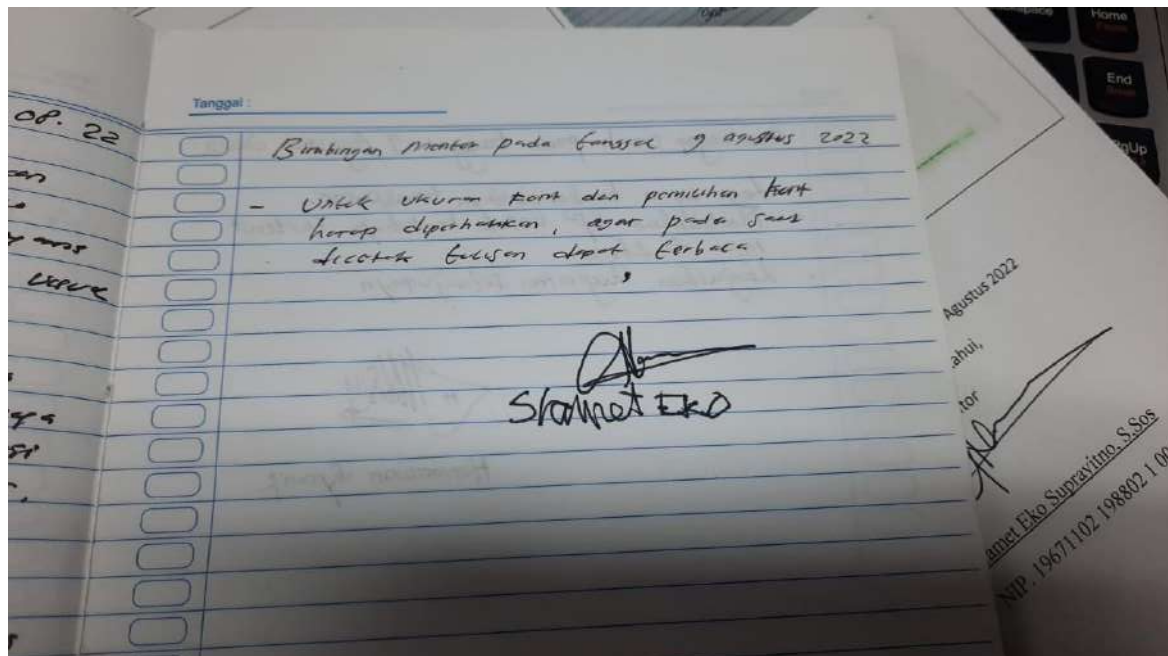 08. 22
Tanggal :
Bimbingan Mentor pada tanggal 9 agustus 2022
- Untuk ukuran font dan pemilihan font
harap diperhatikan, agar pada saat
dicetak tulisan dapat terbaca.
Slamet EKO
Agustus 2022
ahui,
tor
amet Eko Suprayitno, S.Sos
NIP. 19671102 198802 1 00
Home
End
gUp